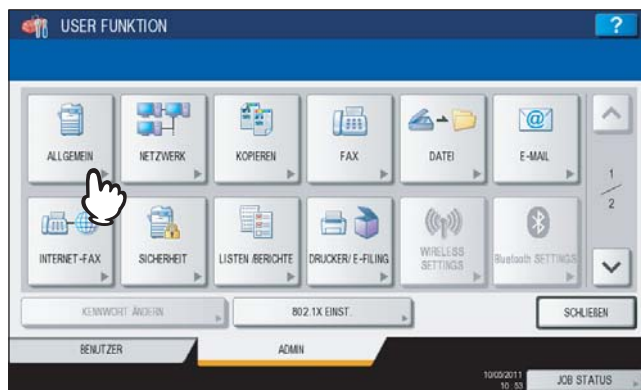 USER FUNKTION
?
ALLGEMEIN
NETZWERK
KOPIEREN
FAX
DATEI
E-MAIL
1
2
INTERNET-FAX
SICHERHEIT
LISTEN /BERICHTE
DRUCKER/ E-FILING
WIRELESS
SETTINGS
Bluetooth SETTINGS
KENNWORT ÄNDERN
802.1X EINST.
SCHLIEßEN
BENUTZER
ADMIN
10/03/2011
10 53
JOB STATUS